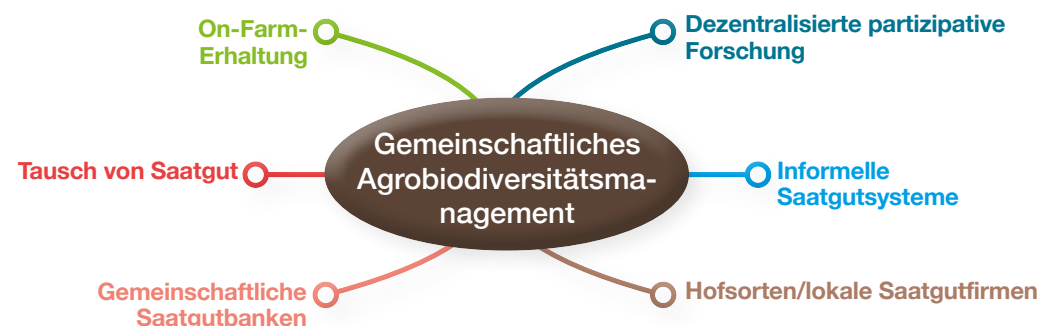 On-Farm-
Erhaltung
Dezentralisierte partizipative
Forschung
Gemeinschaftliches
Agrobiodiversitätsma-
nagement
Tausch von Saatgut
Informelle
Saatgutsysteme
Gemeinschaftliche
Saatgutbanken
Hofsorten/lokale Saatgutfirmen